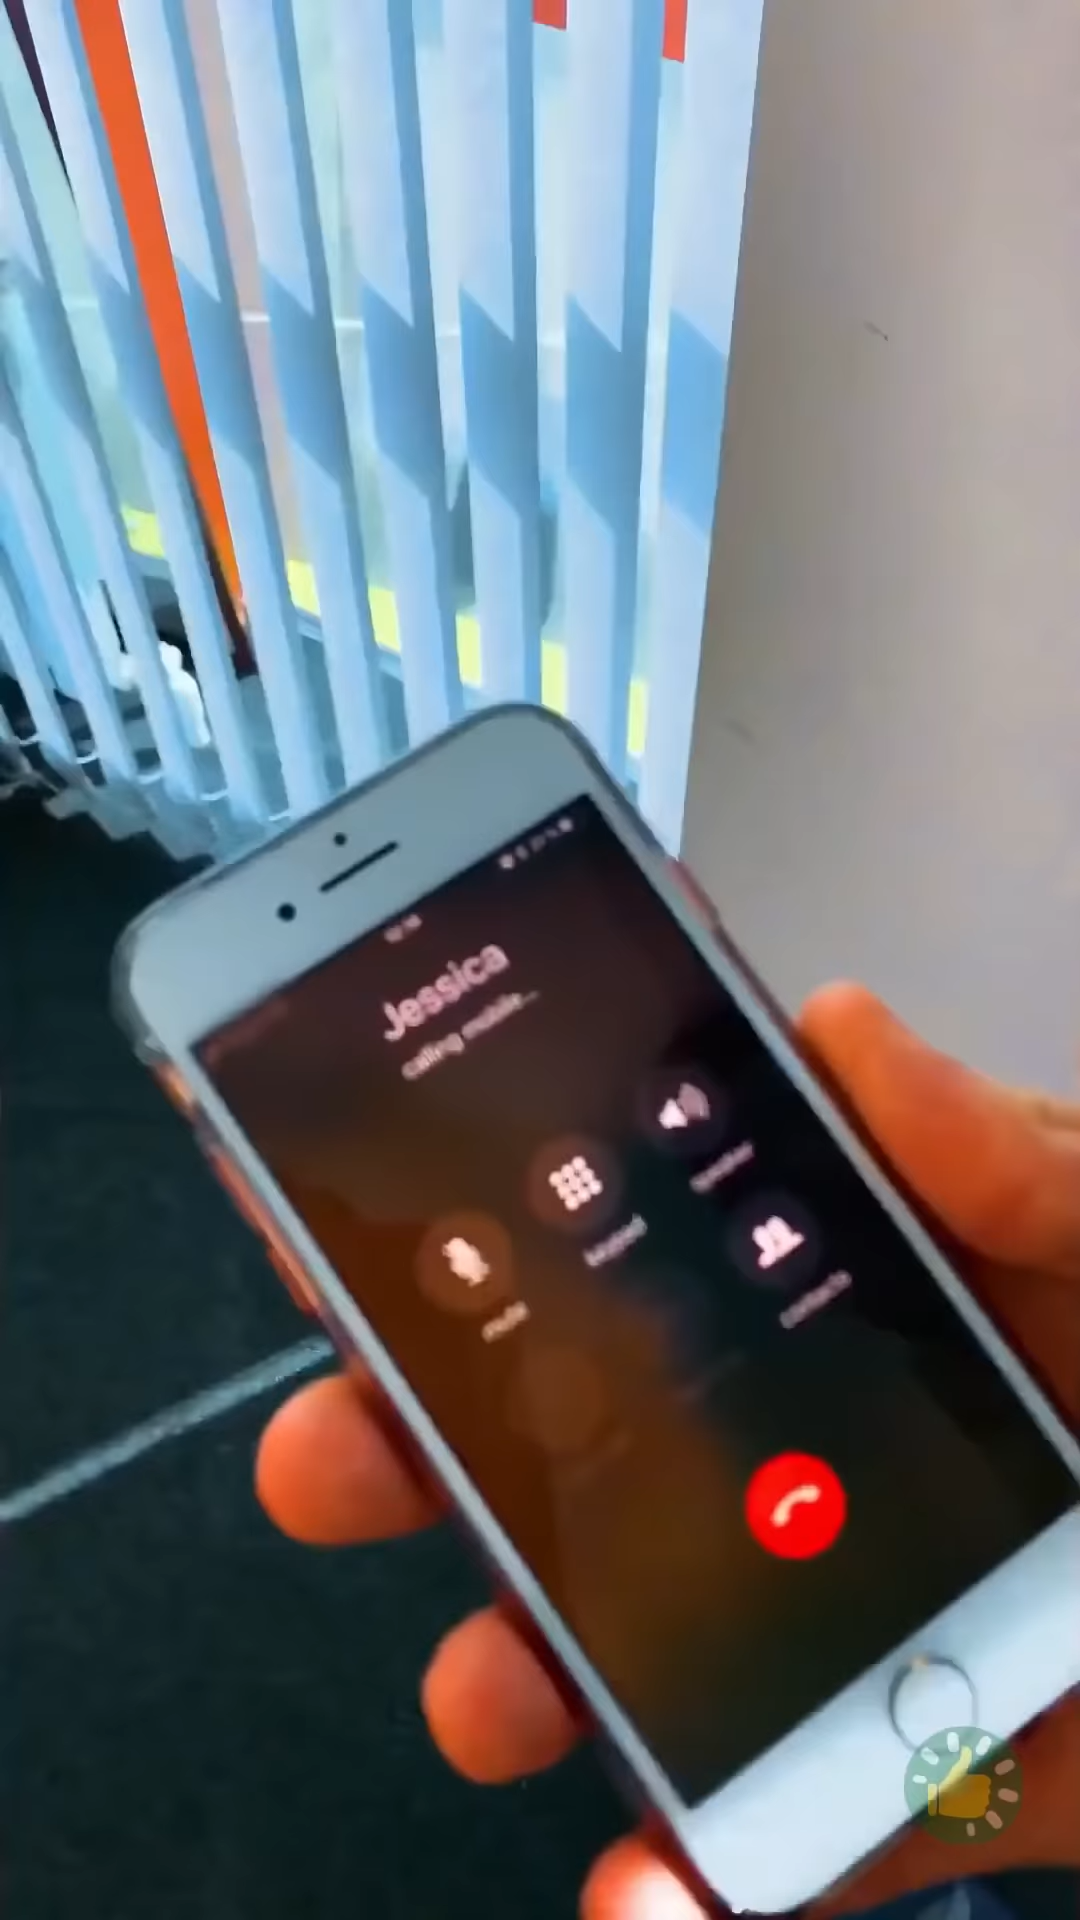 Jessica
calling mobile...
speaker
keypad
mute
contacts